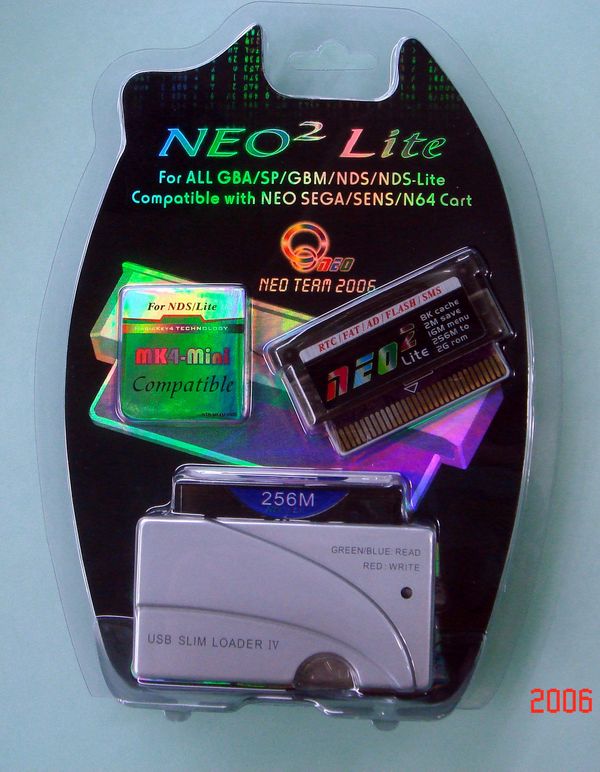 NEO² Lite
For ALL GBA/SP/GBM/NDS/NDS-Lite
Compatible with NEO SEGA/SENS/N64 Cart
NEO
NEO TEAM 2006
For NDS/Lite
MAGICKEY4 TECHNOLOGY
MK4-Mini
Compatible
RTC/FAT/AD/FLASH/SMS
NEO² Lite
8K cache
2M save
16M menu
256M to
2G rom
256M
GREEN/BLUE: READ
RED: WRITE
USB SLIM LOADER IV
2006